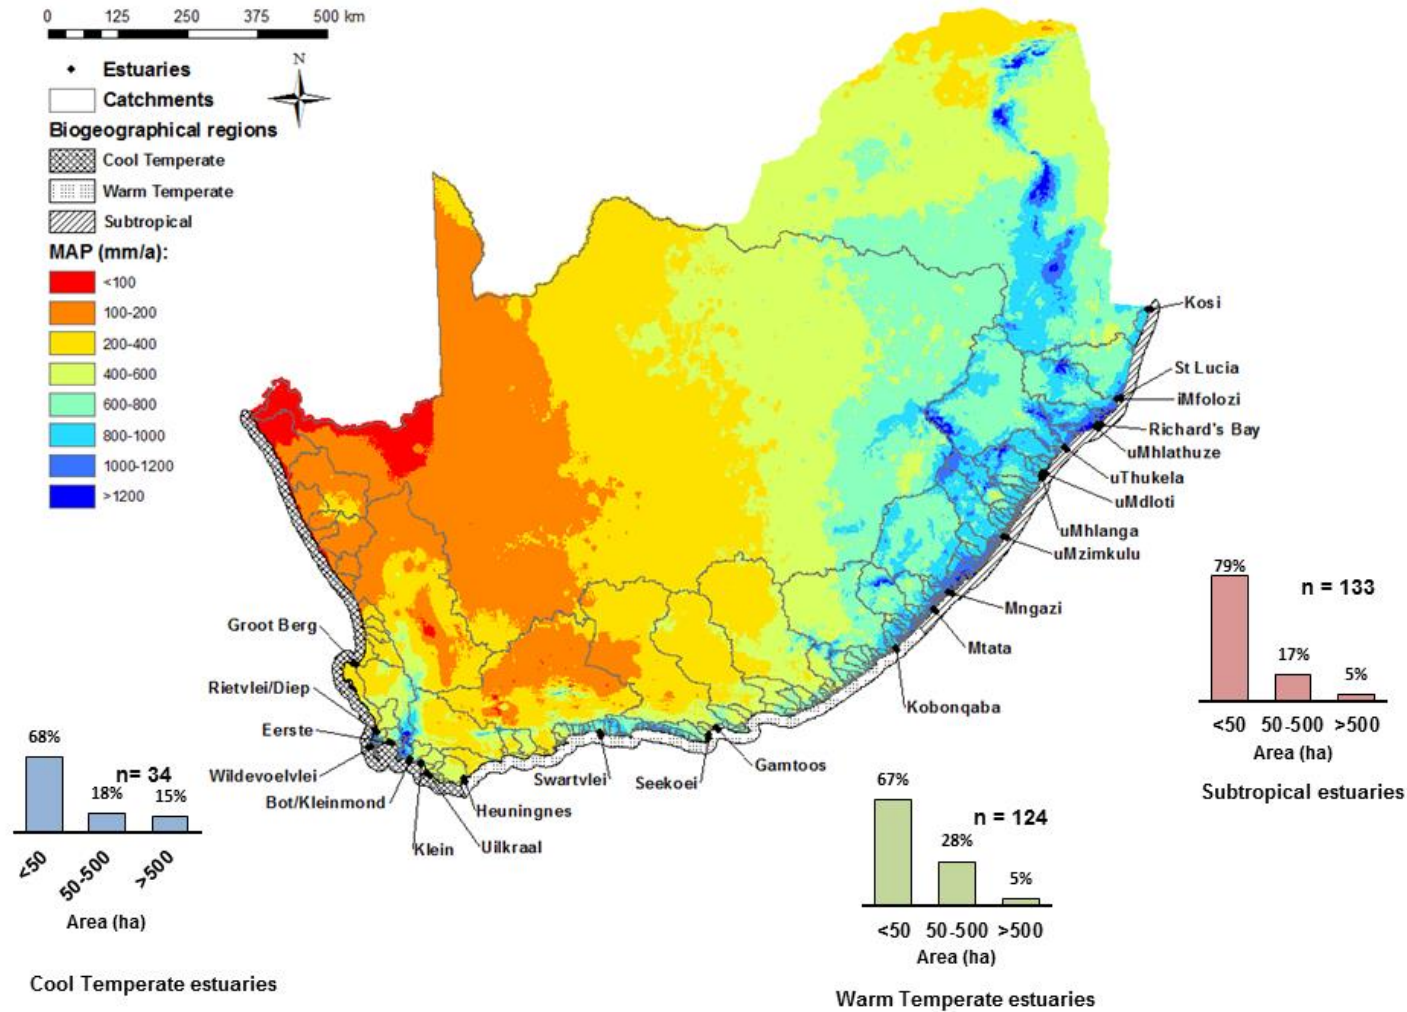 0 125 250 375 500 km
N
Estuaries
Catchments
Biogeographical regions
Cool Temperate
Warm Temperate
Subtropical
MAP (mm/a):
<100
100-200
200-400
400-600
600-800
800-1000
1000-1200
>1200
Kosi
St Lucia
iMfolozi
Richard's Bay
uMhlathuze
uThukela
uMdloti
uMhlanga
uMzimkulu
Mngazi
Mtata
Kobonqaba
Gamtoos
Seekoei
Swartvlei
Heuningnes
Uilkraal
Klein
Bot/Kleinmond
Wildevoelvlei
Eerste
Rietvlei/Diep
Groot Berg
68%
n= 34
18%
15%
<50
50-500
>500
Area (ha)
Cool Temperate estuaries
67%
n = 124
28%
5%
<50 50-500 >500
Area (ha)
Warm Temperate estuaries
79%
n = 133
17%
5%
<50 50-500 >500
Area (ha)
Subtropical estuaries